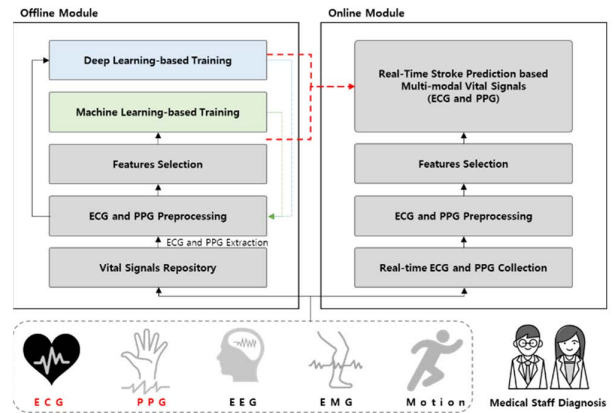 Offline Module
Online Module
Deep Learning-based Training
Machine Learning-based Training
Features Selection
ECG and PPG Preprocessing
ECG and PPG Extraction
Vital Signals Repository
Real-Time Stroke Prediction based
Multi-modal Vital Signals
(ECG and PPG)
Features Selection
ECG and PPG Preprocessing
Real-time ECG and PPG Collection
ECG
PPG
EEG
EMG
Motion
Medical Staff Diagnosis